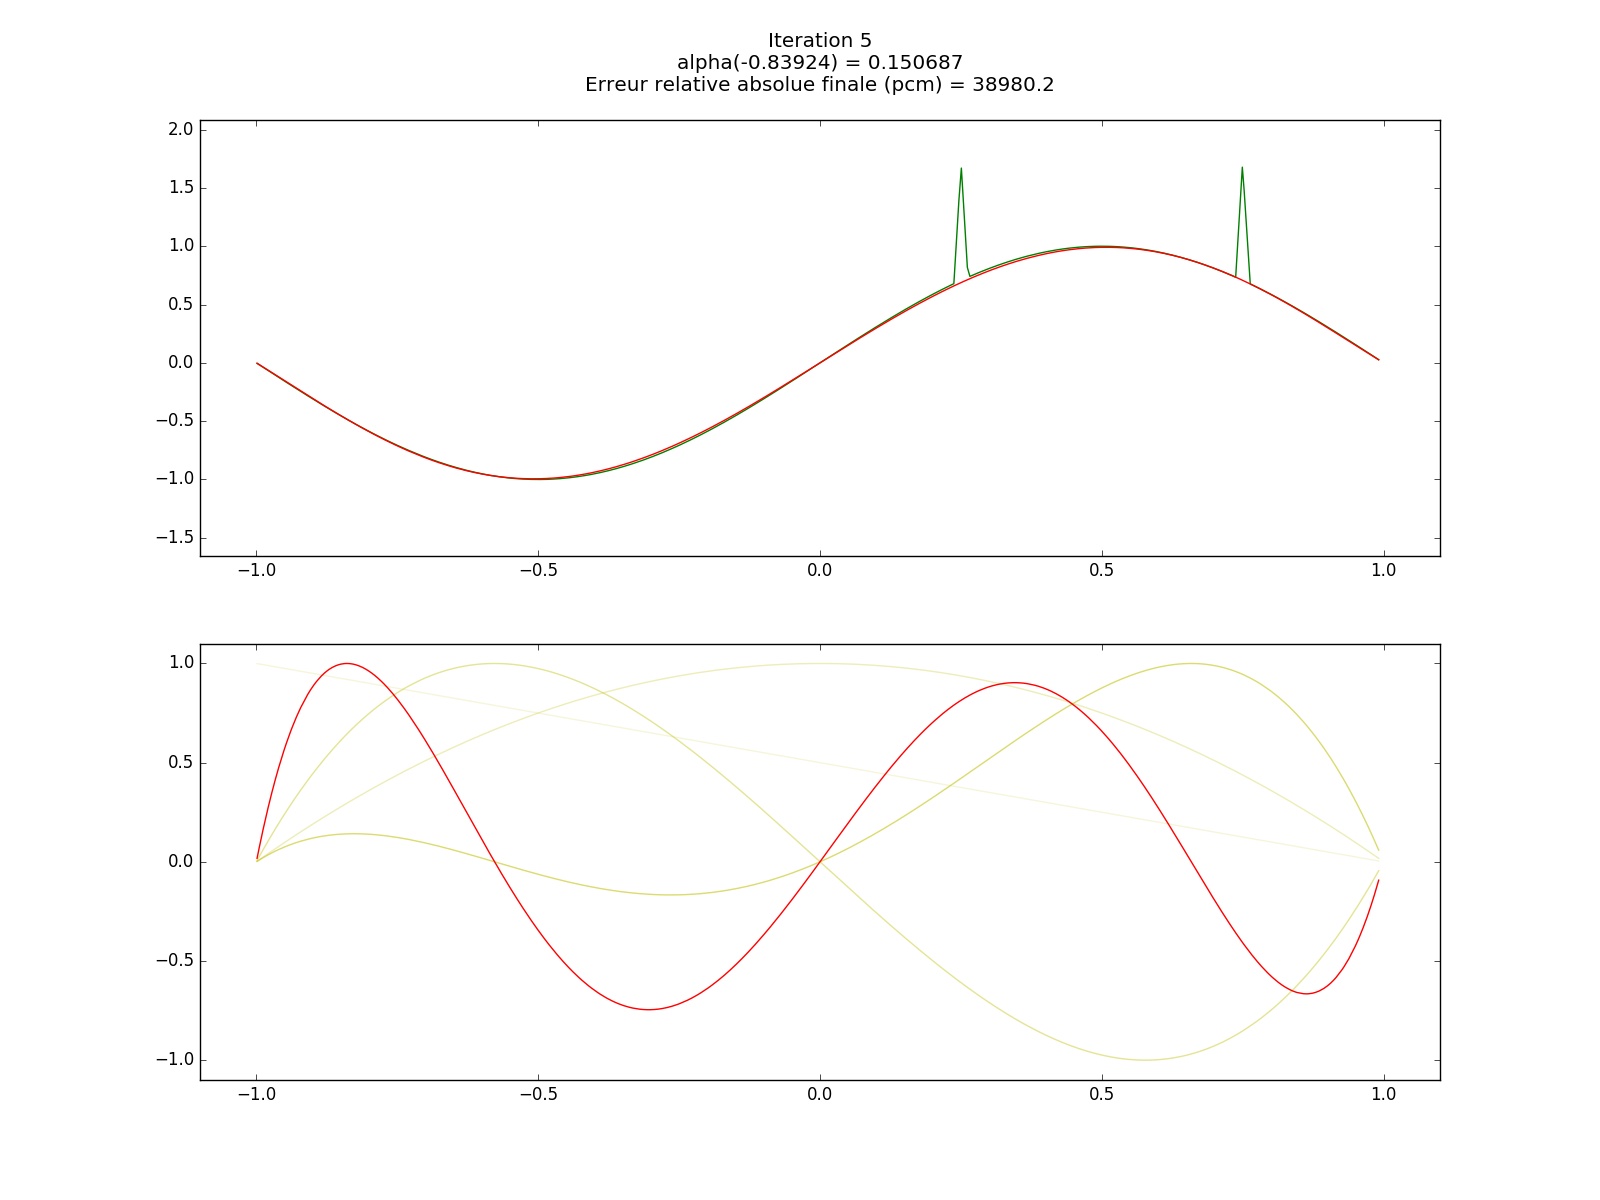 Iteration 5
alpha(-0.83924) = 0.150687
Erreur relative absolue finale (pcm) = 38980.2
2.0
1.5
1.0
0.5
0.0
−0.5
−1.0
−1.5
−1.0 −0.5 0.0 0.5 1.0
1.0
0.5
0.0
−0.5
−1.0
−1.0 −0.5 0.0 0.5 1.0